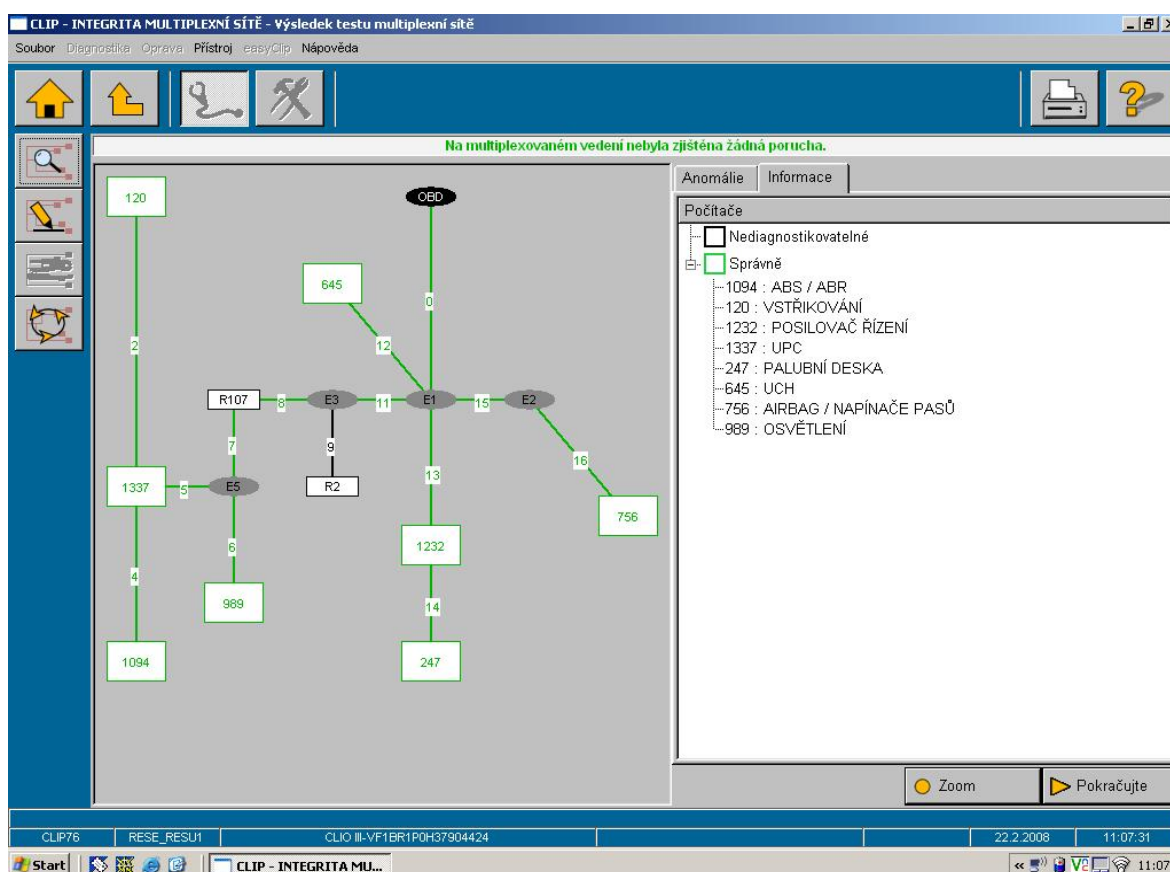 CLIP - INTEGRITA MULTIPLEXNÍ SÍTĚ - Výsledek testu multiplexní sítě
Soubor Diagnostika Oprava Přístroj easyClip Nápověda
Na multiplexovaném vedení nebyla zjištěna žádná porucha.
120
OBD
645
0
2
12
R107
8
E3
11
E1
15
E2
7
9
1337
5
E5
R2
13
16
756
6
1232
4
989
14
1094
247
Anomálie Informace
Počítače
Nediagnostikovatelné
Správně
1094 : ABS / ABR
120 : VSTŘIKOVÁNÍ
1232 : POSILOVAČ ŘÍZENÍ
1337 : UPC
247 : PALUBNÍ DESKA
645 : UCH
756 : AIRBAG / NAPÍNAČE PASŮ
989 : OSVĚTLENÍ
Zoom Pokračujte
CLIP76 RESE_RESU1 CLIO III-VF1BR1P0H37904424 22.2.2008 11:07:31
Start CLIP - INTEGRITA MU... 11:07